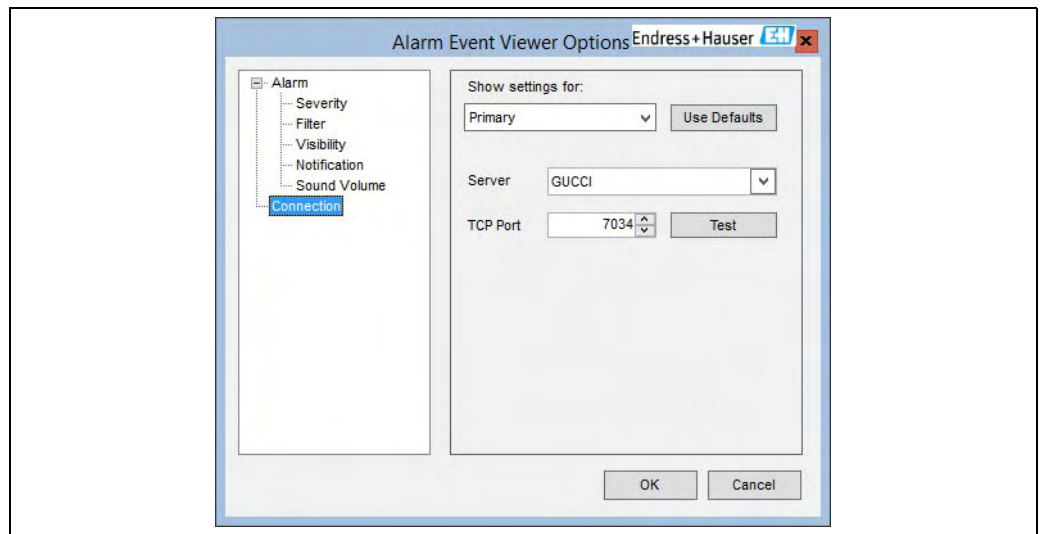 Alarm Event Viewer Options Endress+Hauser EH x
Alarm
Severity
Filter
Visibility
Notification
Sound Volume
Connection
Show settings for:
Primary
Use Defaults
Server
GUCCI
TCP Port
7034
Test
OK
Cancel